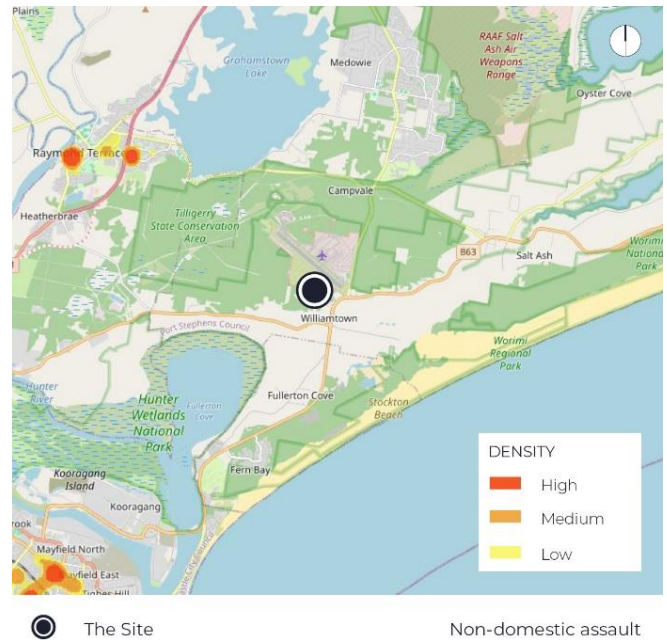 Plains
Grahamstown
Lake
Medowie
RAAF Salt
Ash Air
Weapons
Range
Oyster Cove
Raymond Terrace
Campvale
Heatherbrae
Tilligerry
State Conservation
Area
B63
Salt Ash
Worimi
National
Park
Williamtown
Port Stephens Council
Worimi
Regional
Park
Hunter
River
Hunter
Wetlands
National
Park
Fullerton
Cove
Fullerton Cove
Stockton
Beach
Kooragang
Island
Fern Bay
Kooragang
Mayfield North
Mayfield East
Tighes Hill
DENSITY
High
Medium
Low
The Site
Non-domestic assault